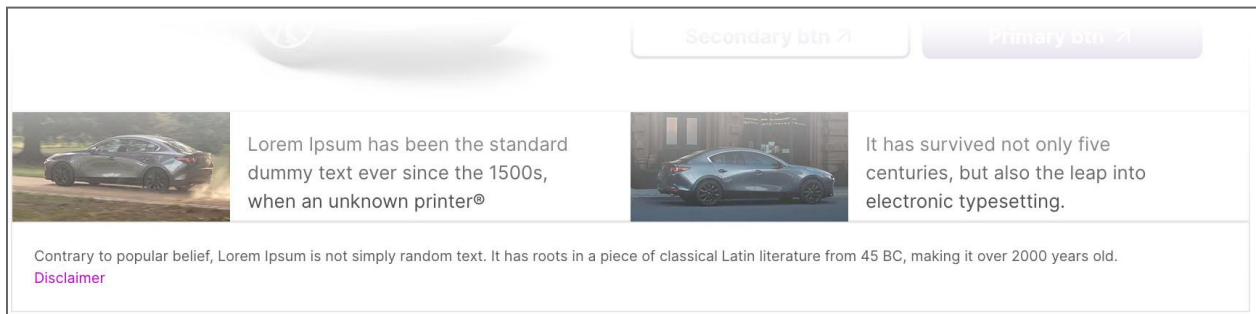 Secondary btn
Primary btn
Lorem Ipsum has been the standard
dummy text ever since the 1500s,
when an unknown printer®
It has survived not only five
centuries, but also the leap into
electronic typesetting.
Contrary to popular belief, Lorem Ipsum is not simply random text. It has roots in a piece of classical Latin literature from 45 BC, making it over 2000 years old.
Disclaimer